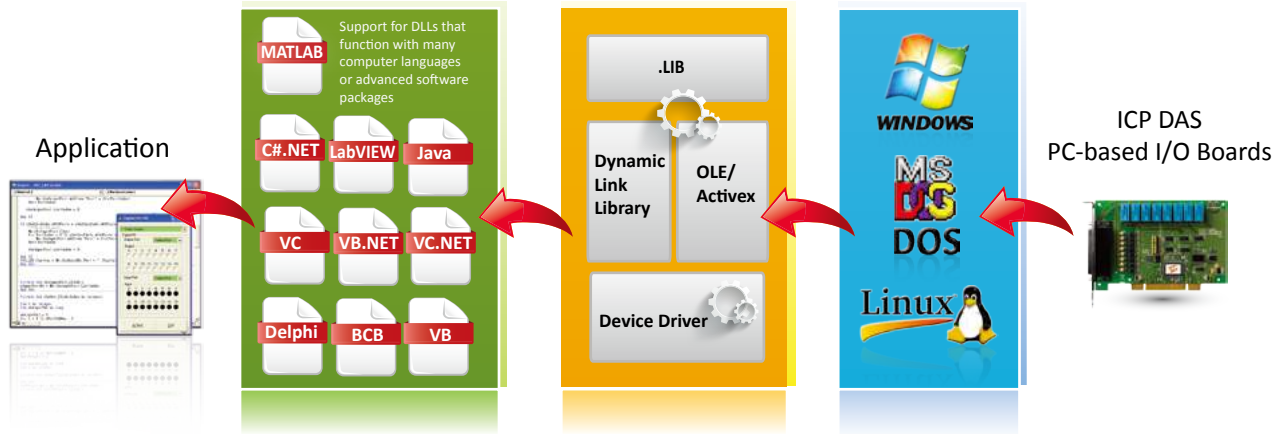 Application
MATLAB
Support for DLLs that
function with many
computer languages
or advanced software
packages
C#.NET
LabVIEW
Java
VC
VB.NET
VC.NET
Delphi
BCB
VB
.LIB
Dynamic
Link
Library
OLE/
Activex
Device Driver
WINDOWS
MS
DOS
DOS
Linux
ICP DAS
PC-based I/O Boards